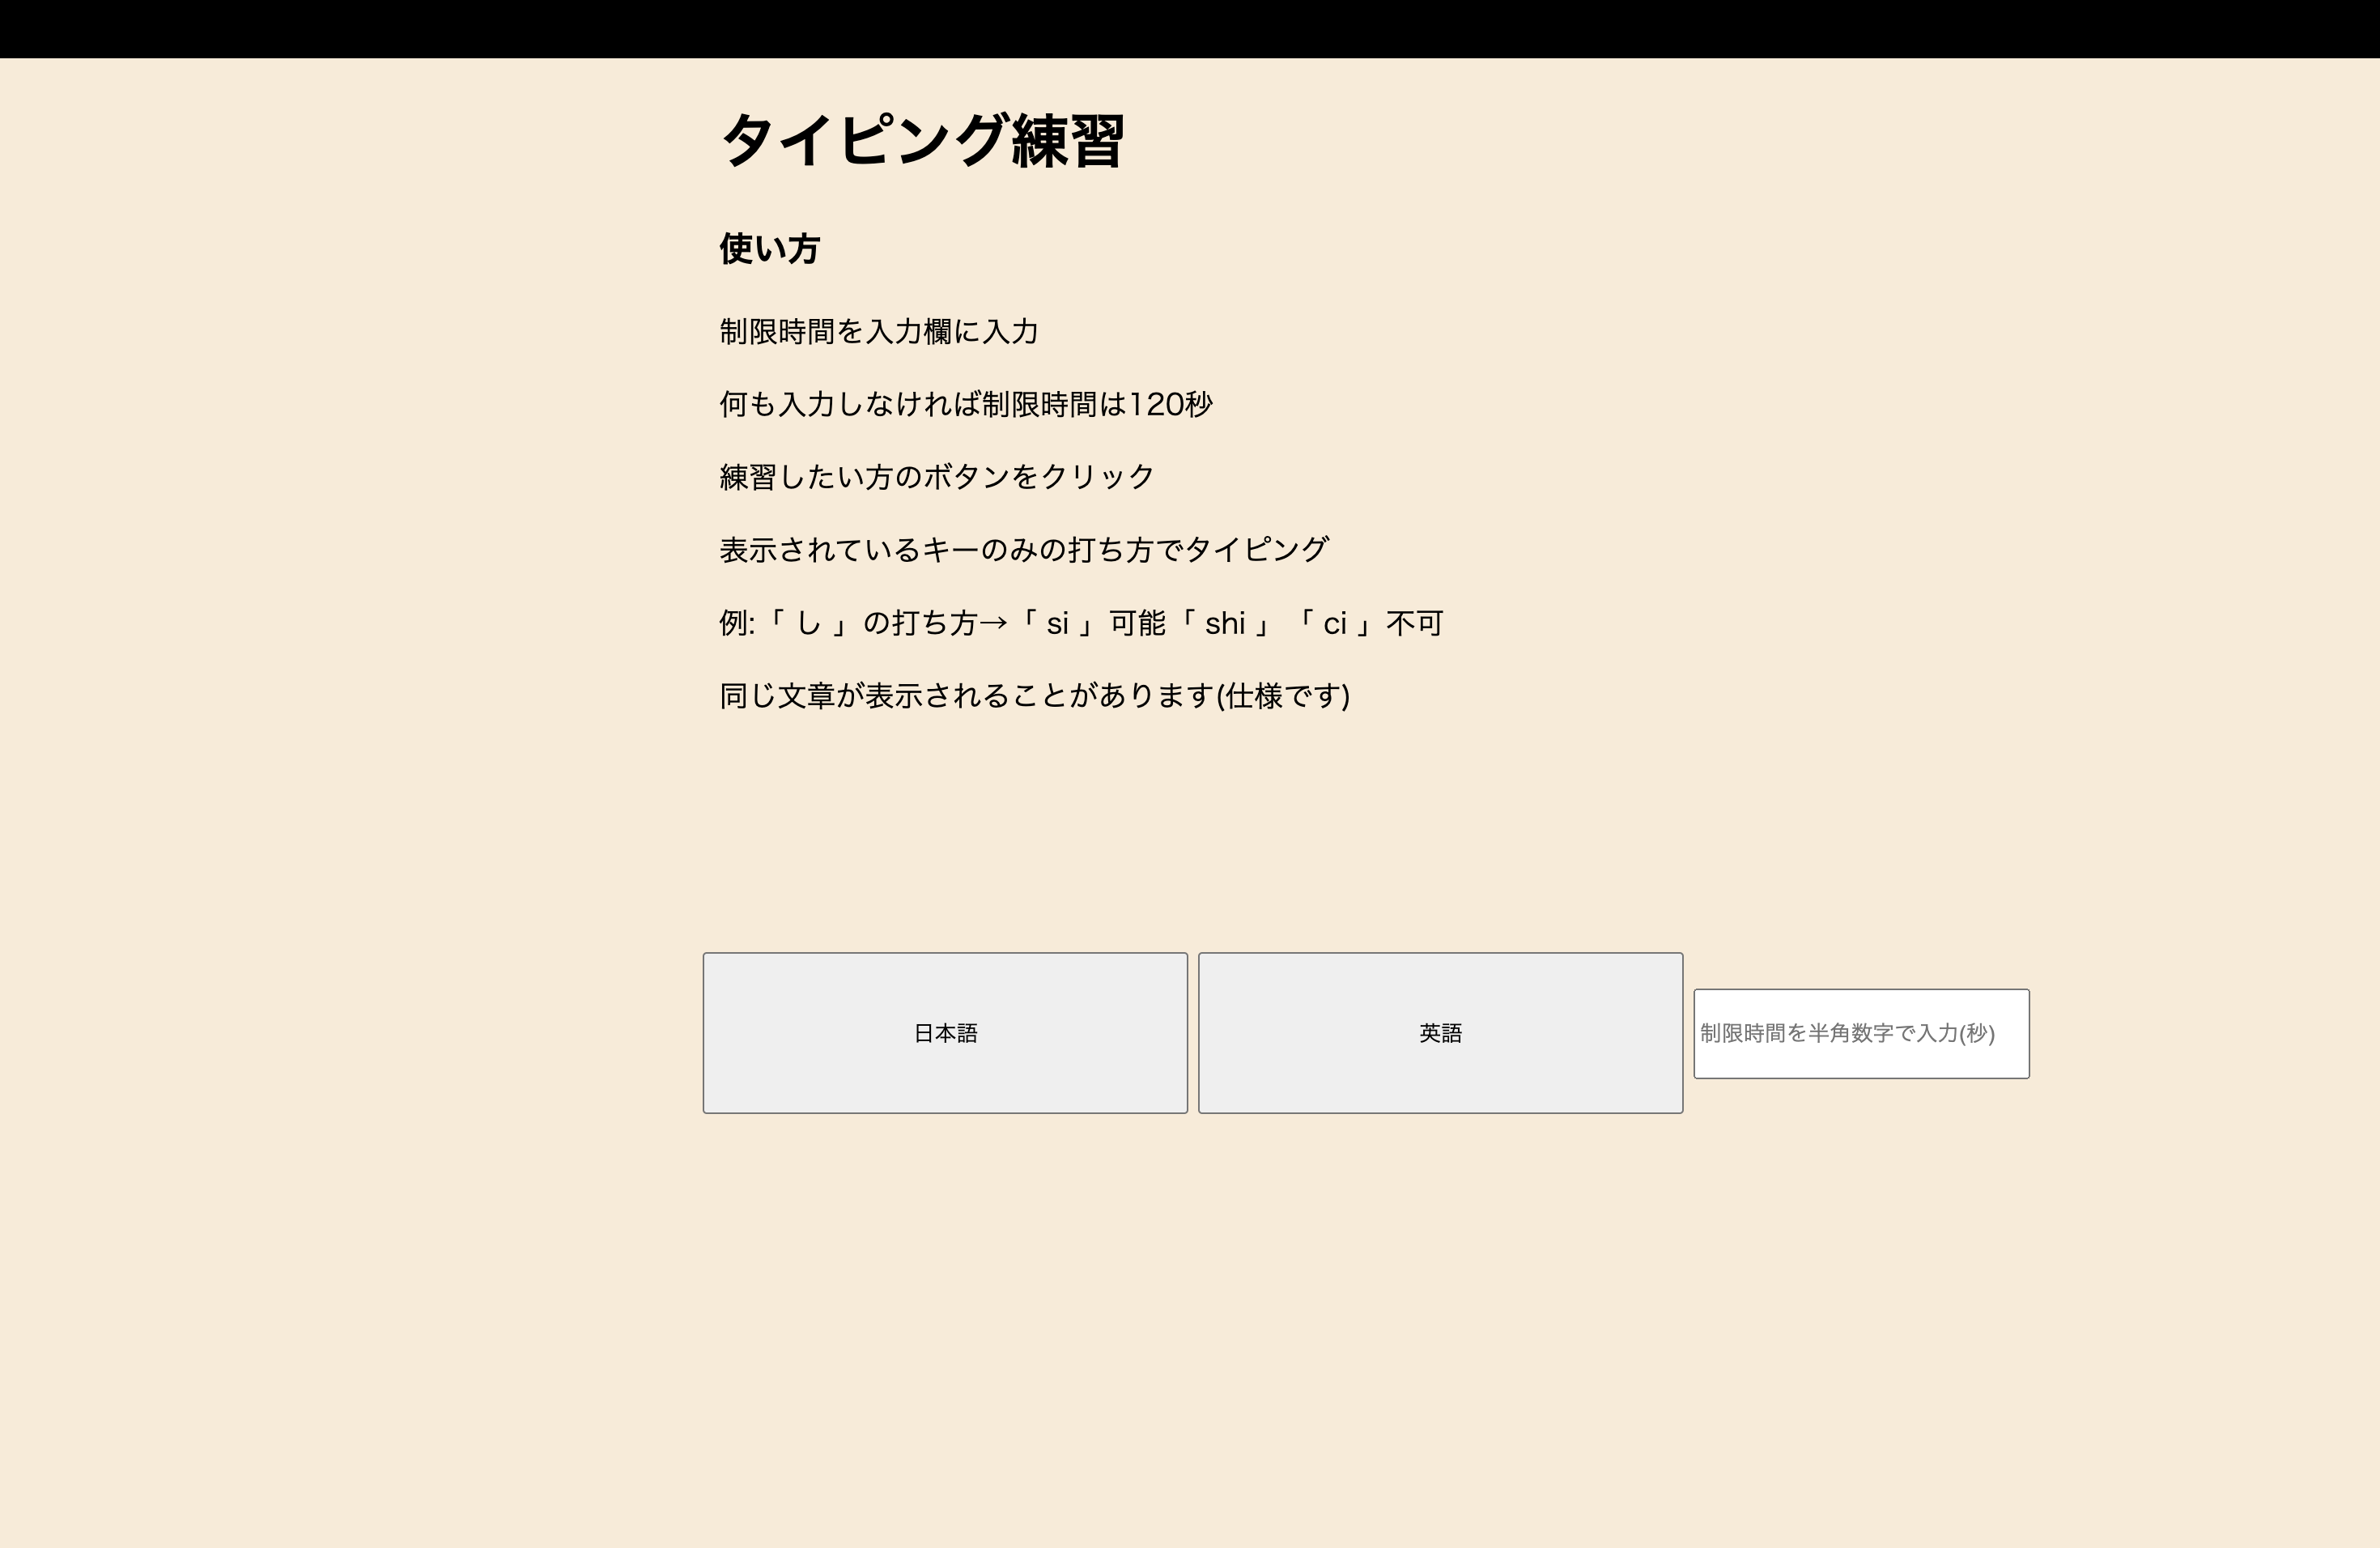 タイピング練習
使い方
制限時間を入力欄に入力
何も入力しなければ制限時間は120秒
練習したい方のボタンをクリック
表示されているキーのみの打ち方でタイピング
例:「 し 」の打ち方→「 si 」可能「 shi 」「 ci 」不可
同じ文章が表示されることがあります(仕様です)
日本語 英語 制限時間を半角数字で入力(秒)